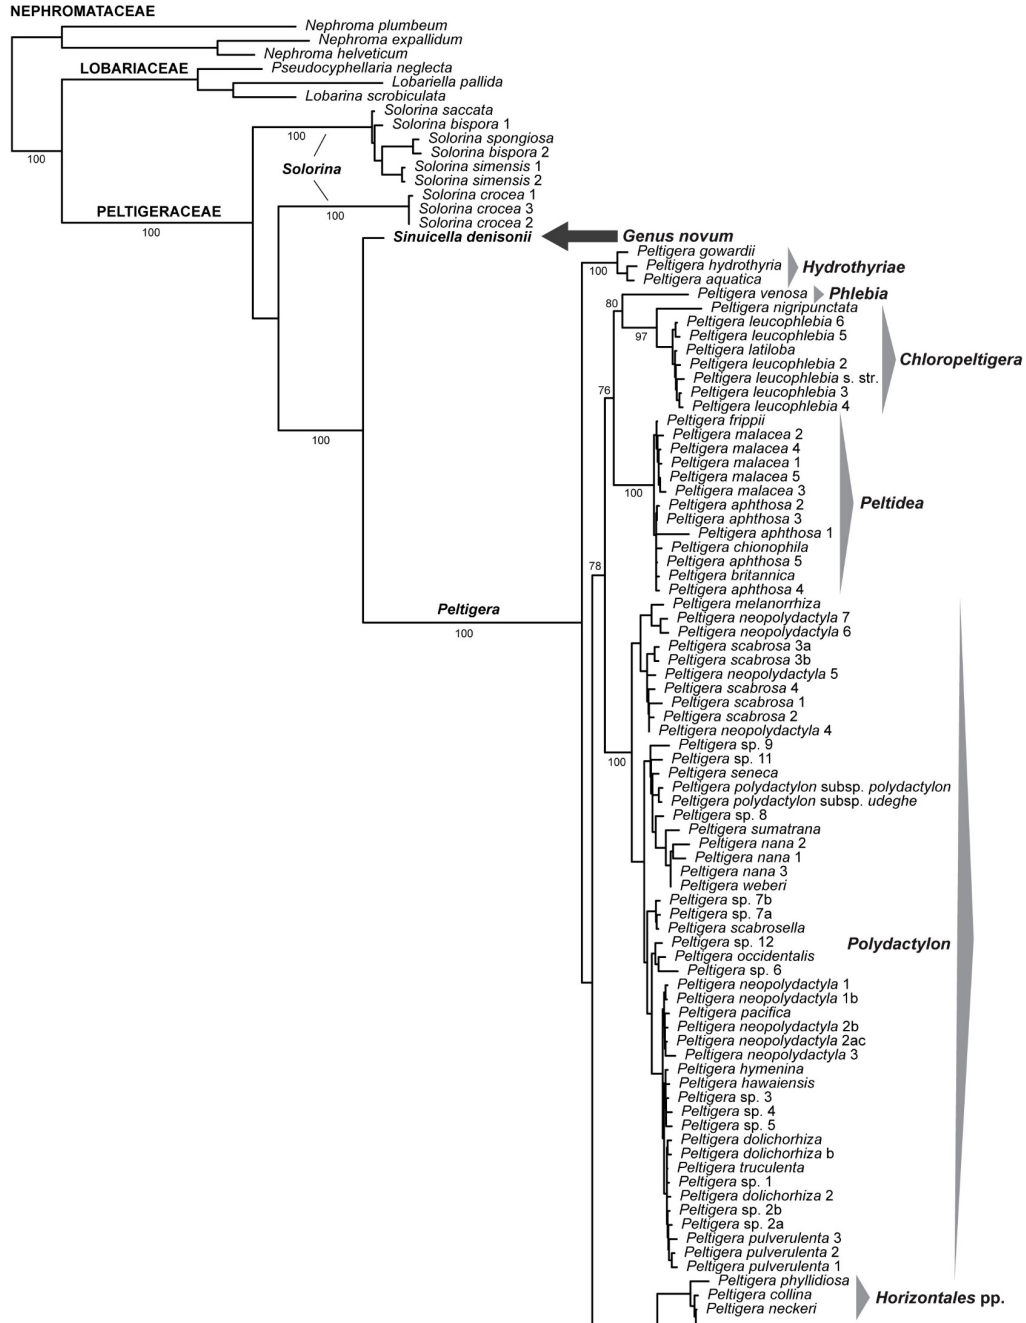 NEPHROMATACEAE
Nephroma plumbeum
Nephroma expallidum
Nephroma helveticum
LOBARIACEAE
Pseudocyphellaria neglecta
Lobariella pallida
Lobarina scrobiculata
Solorina saccata
Solorina bispora 1
100
Solorina spongiosa
Solorina bispora 2
100
Solorina
Solorina simensis 1
Solorina simensis 2
Solorina crocea 1
PELTIGERACEAE
100
Solorina crocea 3
Solorina crocea 2
100
Sinuicella denisonii
Genus novum
Peltigera gowardii
Peltigera hydrothyria
Hydrothyriae
100
Peltigera aquatica
Peltigera venosa
Phlebia
80
Peltigera nigripunctata
Peltigera leucophlebia 6
97
Peltigera leucophlebia 5
Peltigera latiloba
Chloropeltigera
Peltigera leucophlebia 2
Peltigera leucophlebia s. str.
76
Peltigera leucophlebia 3
Peltigera leucophlebia 4
Peltigera frippii
Peltigera malacea 2
100
Peltigera malacea 4
Peltigera malacea 1
Peltigera malacea 5
100
Peltigera malacea 3
Peltidea
Peltigera aphthosa 2
Peltigera aphthosa 3
Peltigera aphthosa 1
Peltigera chionophila
Peltigera aphthosa 5
78
Peltigera britannica
Peltigera aphthosa 4
Peltigera melanorrhiza
Peltigera
Peltigera neopolydactyla 7
100
Peltigera neopolydactyla 6
Peltigera scabrosa 3a
Peltigera scabrosa 3b
Peltigera neopolydactyla 5
Peltigera scabrosa 4
Peltigera scabrosa 1
Peltigera scabrosa 2
Peltigera neopolydactyla 4
Peltigera sp. 9
100
Peltigera sp. 11
Peltigera seneca
Peltigera polydactylon subsp. polydactylon
Peltigera polydactylon subsp. udeghe
Peltigera sp. 8
Peltigera sumatrana
Peltigera nana 2
Peltigera nana 1
Peltigera nana 3
Peltigera weberi
Peltigera sp. 7b
Peltigera sp. 7a
Peltigera scabrosella
Peltigera sp. 12
Polydactylon
Peltigera occidentalis
Peltigera sp. 6
Peltigera neopolydactyla 1
Peltigera neopolydactyla 1b
Peltigera pacifica
Peltigera neopolydactyla 2b
Peltigera neopolydactyla 2ac
Peltigera neopolydactyla 3
Peltigera hymenina
Peltigera hawaiensis
Peltigera sp. 3
Peltigera sp. 4
Peltigera sp. 5
Peltigera dolichorhiza
Peltigera dolichorhiza b
Peltigera truculenta
Peltigera sp. 1
Peltigera dolichorhiza 2
Peltigera sp. 2b
Peltigera sp. 2a
Peltigera pulverulenta 3
Peltigera pulverulenta 2
Peltigera pulverulenta 1
Peltigera phyllidiosa
Peltigera collina
Horizontales pp.
Peltigera neckeri